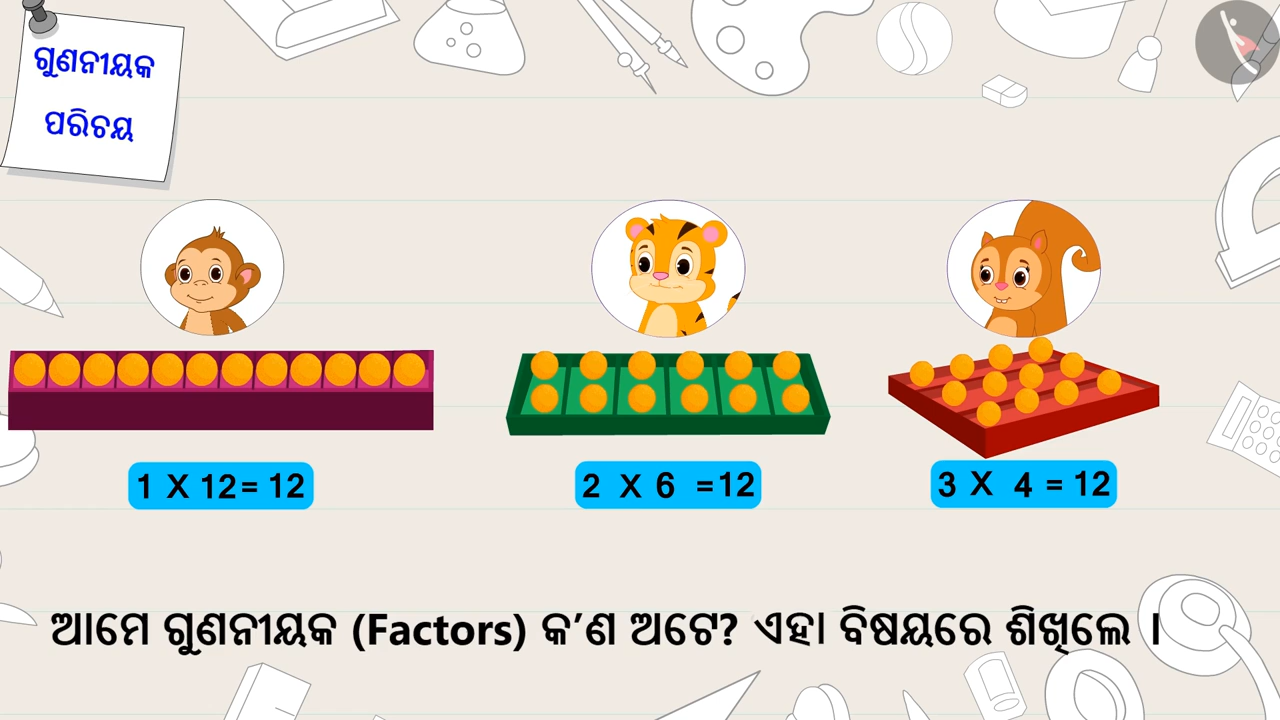 ଗୁଣନୀୟକ
ପରିଚୟ
1 X 12 = 12
2 X 6 = 12
3 X 4 = 12
ଆମେ ଗୁଣନୀୟକ (Factors) କ’ଣ ଅଟେ? ଏହା ବିଷୟରେ ଶିଖିଲେ ।